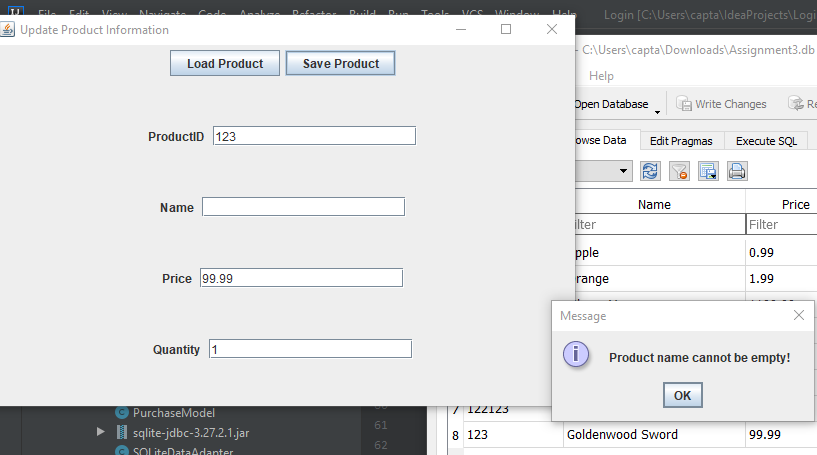 File Edit View Navigate Code Analyze Refactor Build Run Tools VCS Window Help Login [C:\Users\capta\IdeaProjects\Logi
Update Product Information
- C:\Users\capta\Downloads\Assignment3.db
Load Product Save Product
Help
Open Database Write Changes Re
ProductID 123
owse Data Edit Pragmas Execute SQL
Name
Name Price
ilter Filter
pple 0.99
Price 99.99
range 1.99
Message
Quantity 1
Product name cannot be empty!
OK
PurchaseModel
7 122123
sqlite-jdbc-3.27.2.1.jar
61
8 123 Goldenwood Sword 99.99
SQLiteDataAdapter
62